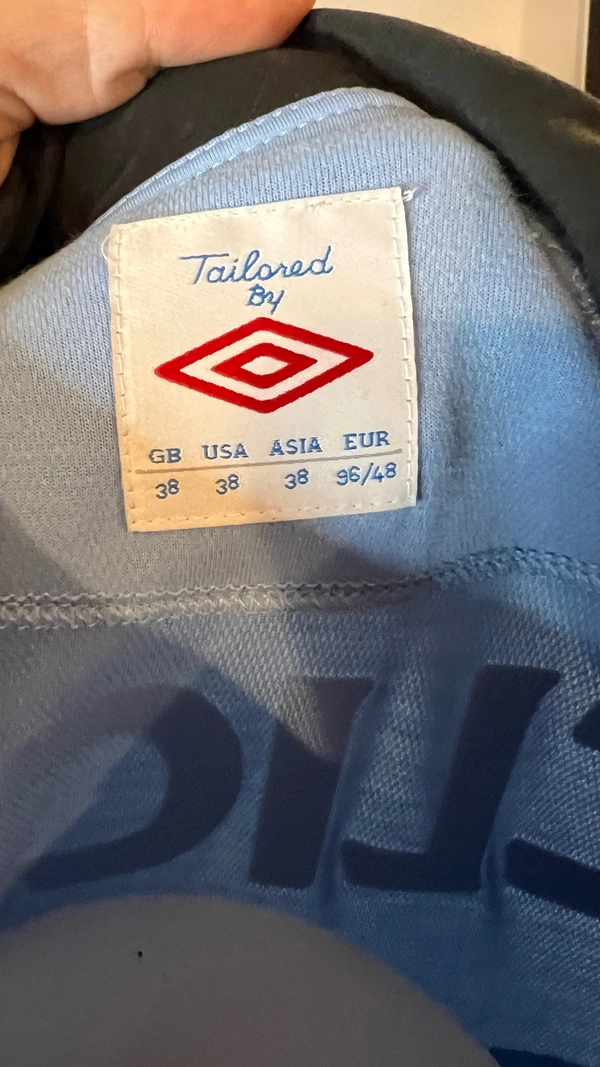 Tailored
By
GB USA ASIA EUR
38 38 38 96/48